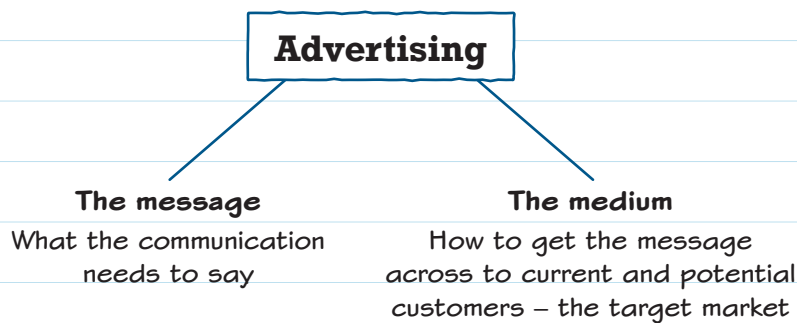 Advertising
The message
What the communication
needs to say
The medium
How to get the message
across to current and potential
customers – the target market